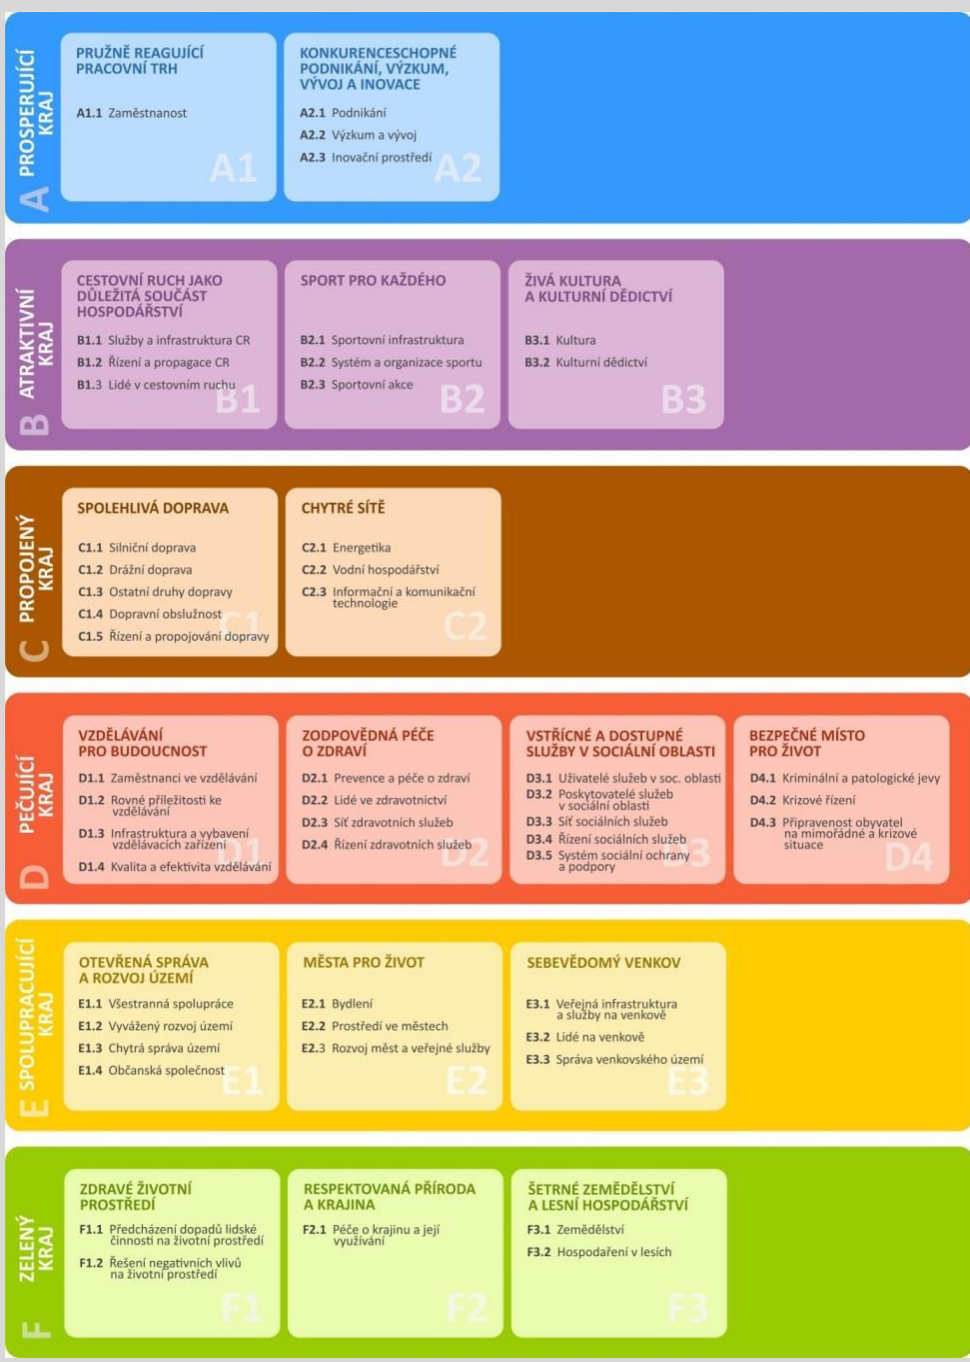 A PROSPERUJÍCÍ
KRAJ
PRUŽNĚ REAGUJÍCÍ
PRACOVNÍ TRH
A1.1 Zaměstnanost
A1
KONKURENCESCHOPNÉ
PODNIKÁNÍ, VÝZKUM,
VÝVOJ A INOVACE
A2.1 Podnikání
A2.2 Výzkum a vývoj
A2.3 Inovační prostředí
A2
B ATRAKTIVNÍ
KRAJ
CESTOVNÍ RUCH JAKO
DŮLEŽITÁ SOUČÁST
HOSPODÁŘSTVÍ
B1.1 Služby a infrastruktura CR
B1.2 Řízení a propagace CR
B1.3 Lidé v cestovním ruchu
B1
SPORT PRO KAŽDÉHO
B2.1 Sportovní infrastruktura
B2.2 Systém a organizace sportu
B2.3 Sportovní akce
B2
ŽIVÁ KULTURA
A KULTURNÍ DĚDICTVÍ
B3.1 Kultura
B3.2 Kulturní dědictví
B3
C PROPOJENÝ
KRAJ
SPOLEHLIVÁ DOPRAVA
C1.1 Silniční doprava
C1.2 Drážní doprava
C1.3 Ostatní druhy dopravy
C1.4 Dopravní obslužnost
C1.5 Řízení a propojování dopravy
C1
CHYTRÉ SÍTĚ
C2.1 Energetika
C2.2 Vodní hospodářství
C2.3 Informační a komunikační
technologie
C2
D PEČUJÍCÍ
KRAJ
VZDĚLÁVÁNÍ
PRO BUDOUCNOST
D1.1 Zaměstnanci ve vzdělávání
D1.2 Rovné příležitosti ke
vzdělávání
D1.3 Infrastruktura a vybavení
vzdělávacích zařízení
D1.4 Kvalita a efektivita vzdělávání
D1
ZODPOVĚDNÁ PÉČE
O ZDRAVÍ
D2.1 Prevence a péče o zdraví
D2.2 Lidé ve zdravotnictví
D2.3 Síť zdravotních služeb
D2.4 Řízení zdravotních služeb
D2
VSTŘÍCNÉ A DOSTUPNÉ
SLUŽBY V SOCIÁLNÍ OBLASTI
D3.1 Uživatelé služeb v soc. oblasti
D3.2 Poskytovatelé služeb
v sociální oblasti
D3.3 Síť sociálních služeb
D3.4 Řízení sociálních služeb
D3.5 Systém sociální ochrany
a podpory
D3
BEZPEČNÉ MÍSTO
PRO ŽIVOT
D4.1 Kriminální a patologické jevy
D4.2 Krizové řízení
D4.3 Připravenost obyvatel
na mimořádné a krizové
situace
D4
E SPOLUPRACUJÍCÍ
KRAJ
OTEVŘENÁ SPRÁVA
A ROZVOJ ÚZEMÍ
E1.1 Všestranná spolupráce
E1.2 Vyvážený rozvoj území
E1.3 Chytrá správa území
E1.4 Občanská společnost
E1
MĚSTA PRO ŽIVOT
E2.1 Bydlení
E2.2 Prostředí ve městech
E2.3 Rozvoj měst a veřejné služby
E2
SEBEVĚDOMÝ VENKOV
E3.1 Veřejná infrastruktura
a služby na venkově
E3.2 Lidé na venkově
E3.3 Správa venkovského území
E3
F ZELENÝ
KRAJ
ZDRAVÉ ŽIVOTNÍ
PROSTŘEDÍ
F1.1 Předcházení dopadů lidské
činnosti na životní prostředí
F1.2 Řešení negativních vlivů
na životní prostředí
F1
RESPEKTOVANÁ PŘÍRODA
A KRAJINA
F2.1 Péče o krajinu a její
využívání
F2
ŠETRNÉ ZEMĚDĚLSTVÍ
A LESNÍ HOSPODÁŘSTVÍ
F3.1 Zemědělství
F3.2 Hospodaření v lesích
F3